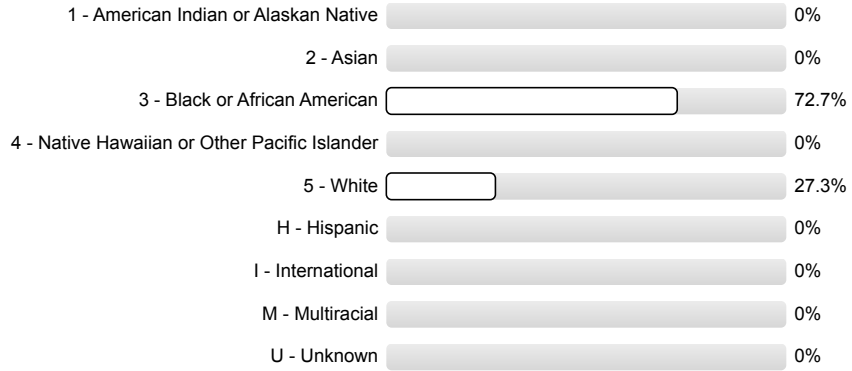 1 - American Indian or Alaskan Native 0%
2 - Asian 0%
3 - Black or African American 72.7%
4 - Native Hawaiian or Other Pacific Islander 0%
5 - White 27.3%
H - Hispanic 0%
I - International 0%
M - Multiracial 0%
U - Unknown 0%